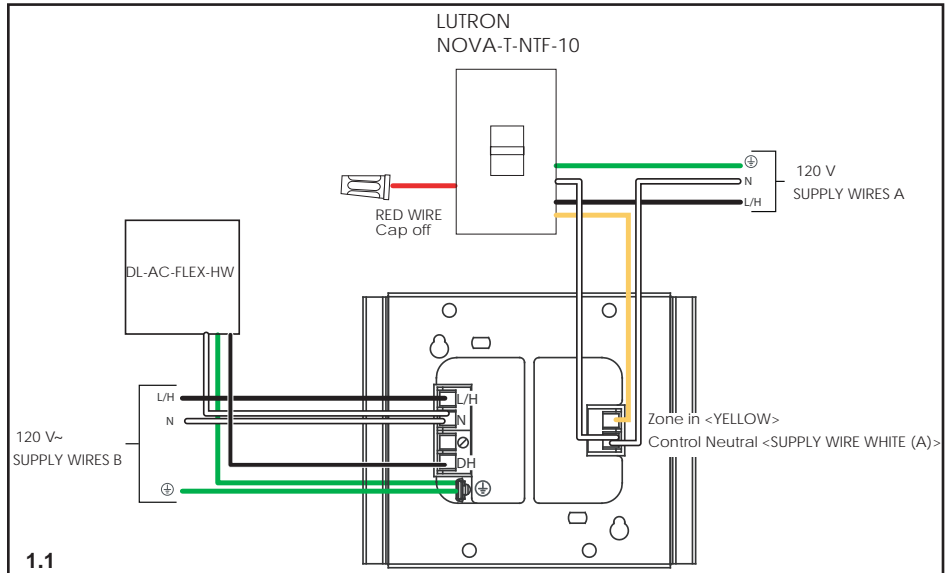 LUTRON
NOVA-T-NTF-10
RED WIRE
Cap off
N
L/H
120 V
SUPPLY WIRES A
DL-AC-FLEX-HW
L/H
N
120 V~
SUPPLY WIRES B
L/H
N
DH
Zone in <YELLOW>
Control Neutral <SUPPLY WIRE WHITE (A)>
1.1